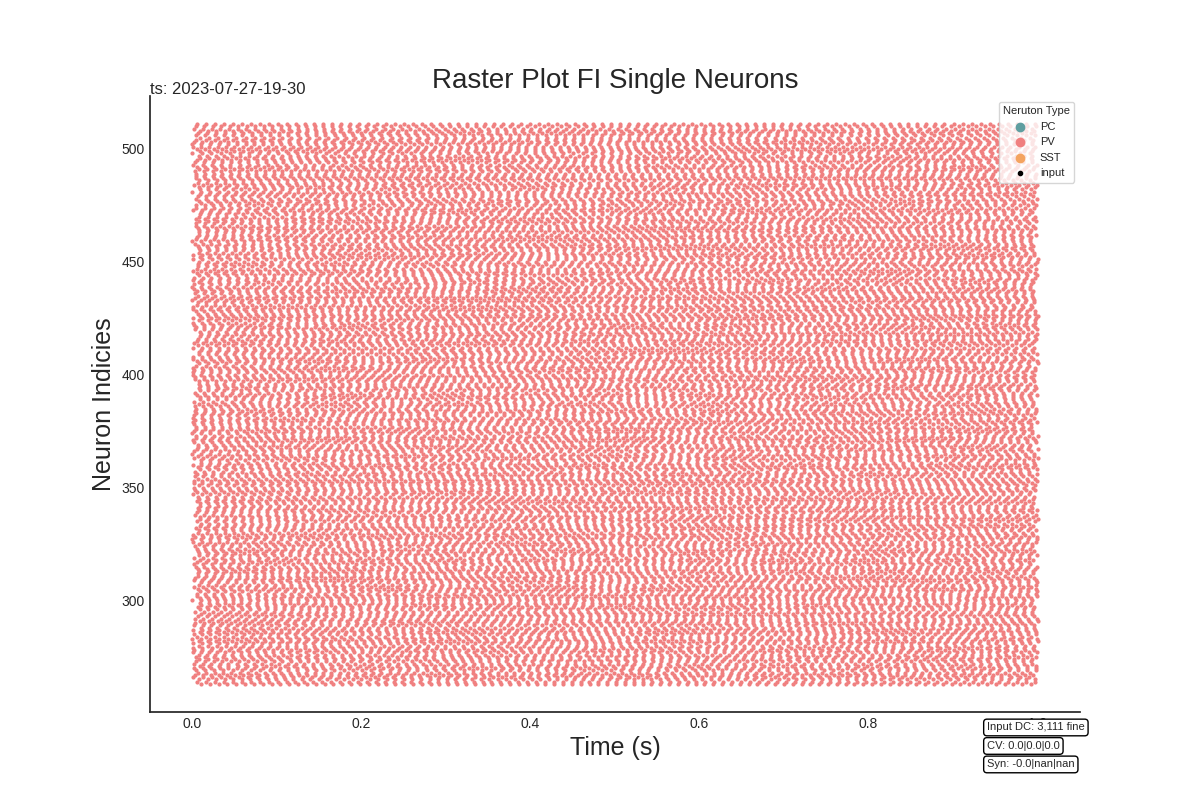 Raster Plot FI Single Neurons
ts: 2023-07-27-19-30
Neruton Type
PC
PV
SST
input
500
450
400
350
300
Neuron Indicies
0.0 0.2 0.4 0.6 0.8
Time (s)
Input DC: 3,111 fine
CV: 0.0|0.0|0.0
Syn: -0.0|nan|nan